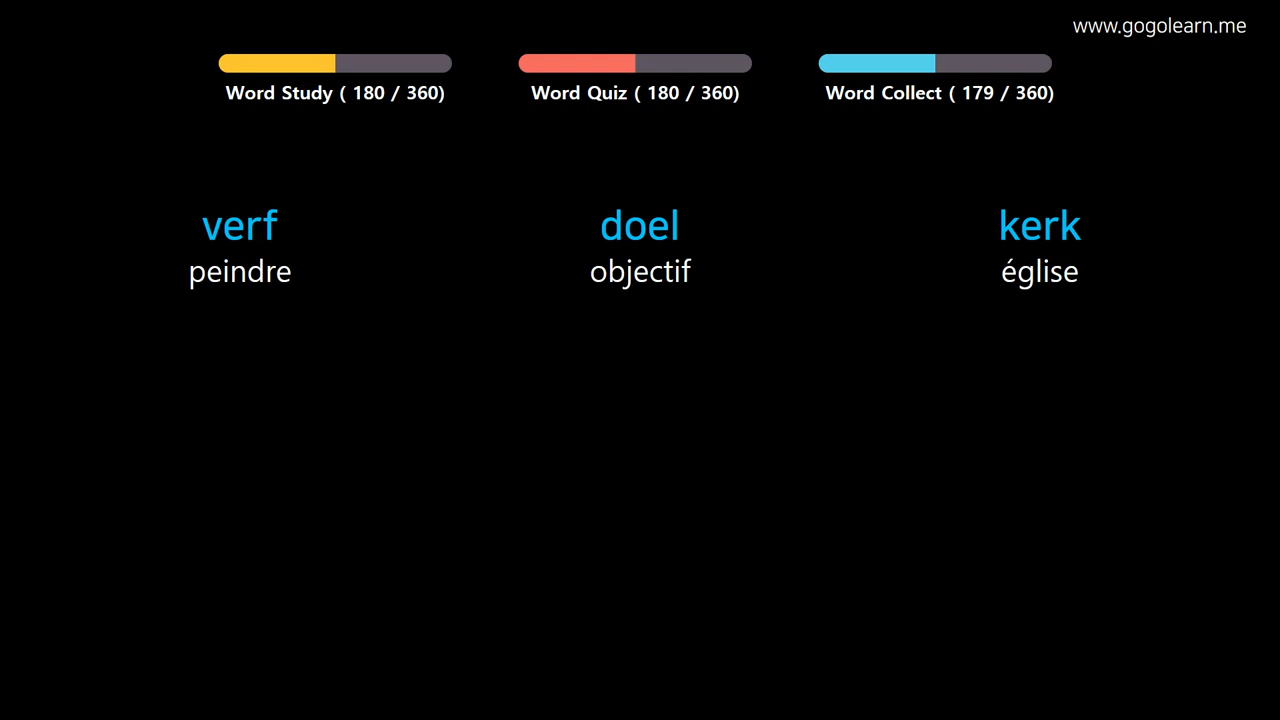 www.gogolearn.me
Word Study ( 180 / 360)
Word Quiz ( 180 / 360)
Word Collect ( 179 / 360)
verf
peindre
doel
objectif
kerk
église